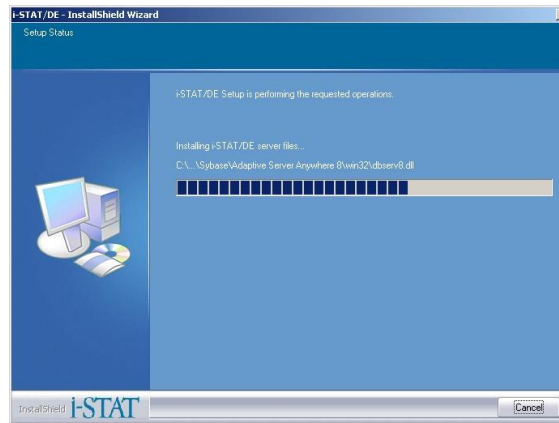 i-STAT/DE - InstallShield Wizard
Setup Status
i-STAT/DE Setup is performing the requested operations.
Installing i-STAT/DE server files...
C:\...\Sybase\Adaptive Server Anywhere 8\win32\dbserv8.dll
InstallShield i-STAT
Cancel